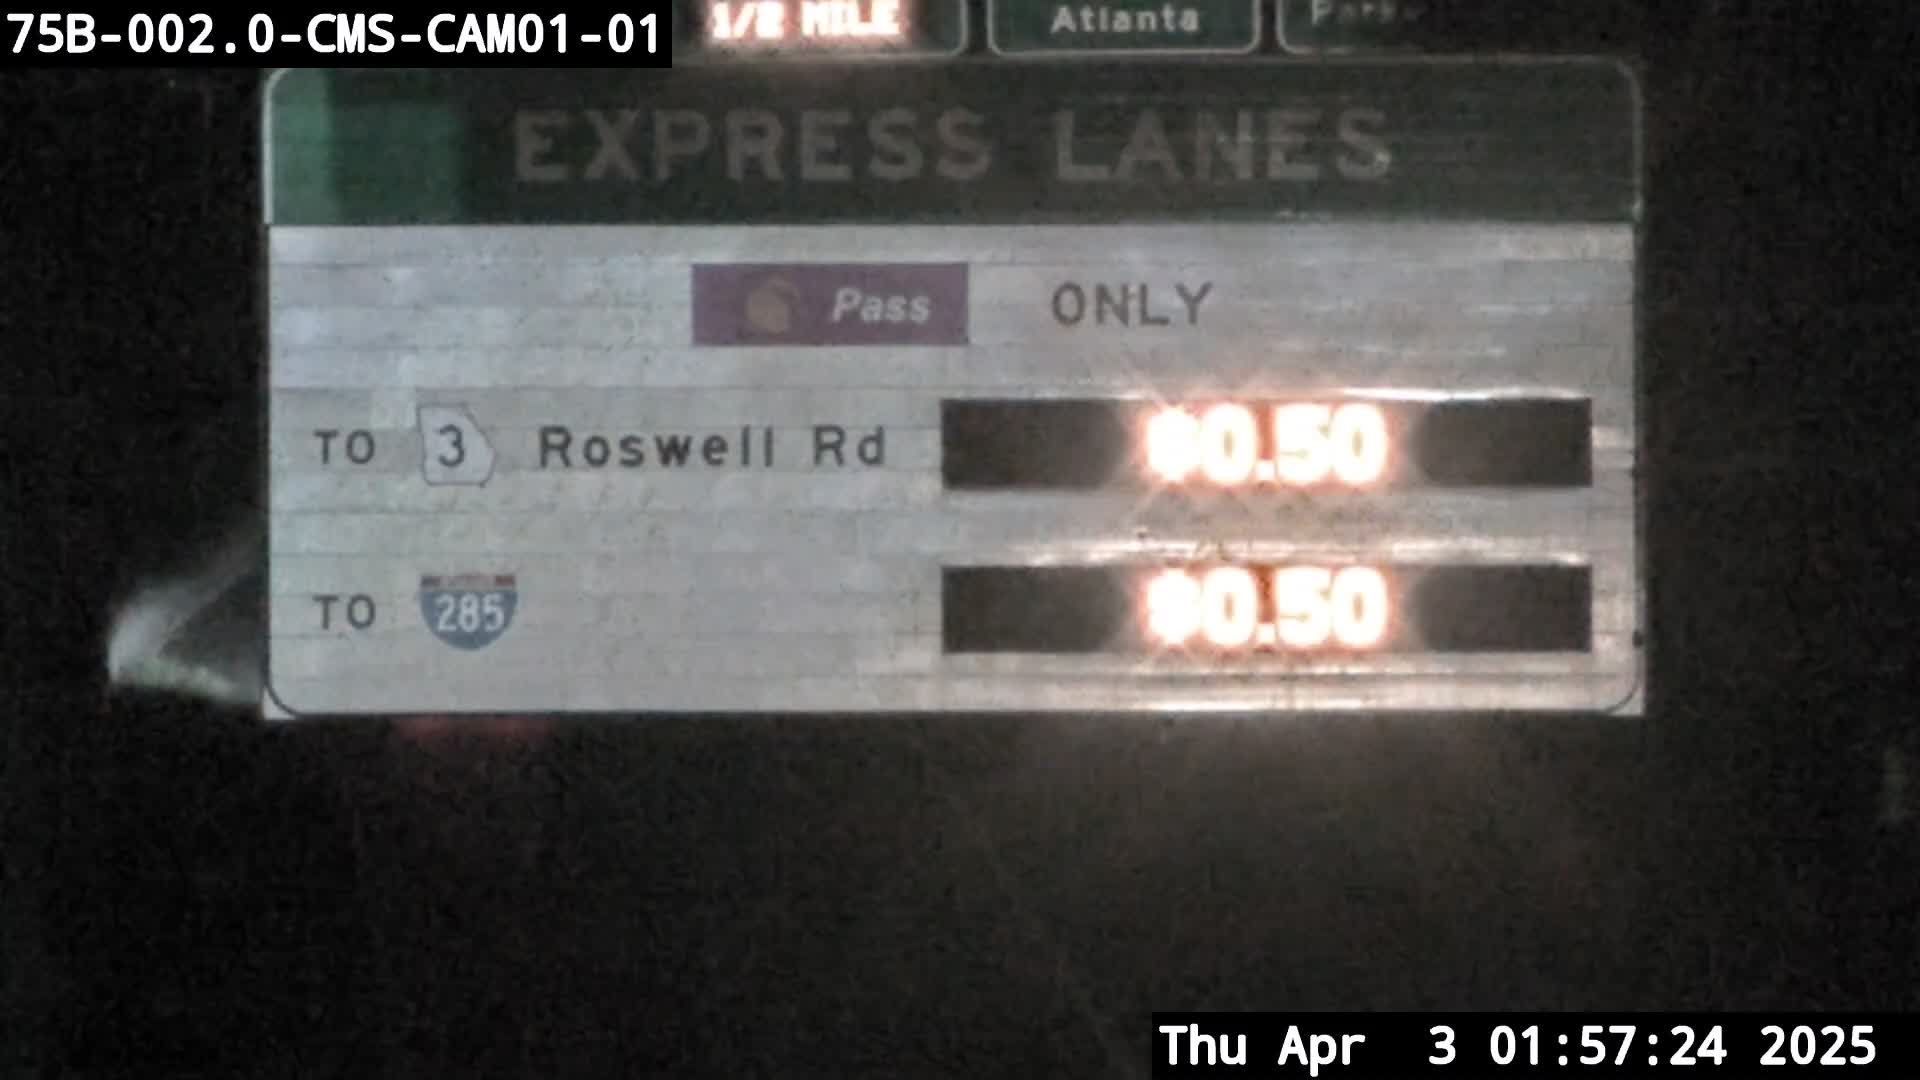 75B-002.0-CMS-CAM01-01
1/2 MILE
Atlanta
EXPRESS LANES
Pass ONLY
TO 3 Roswell Rd $0.50
TO 285 $0.50
Thu Apr 3 01:57:24 2025